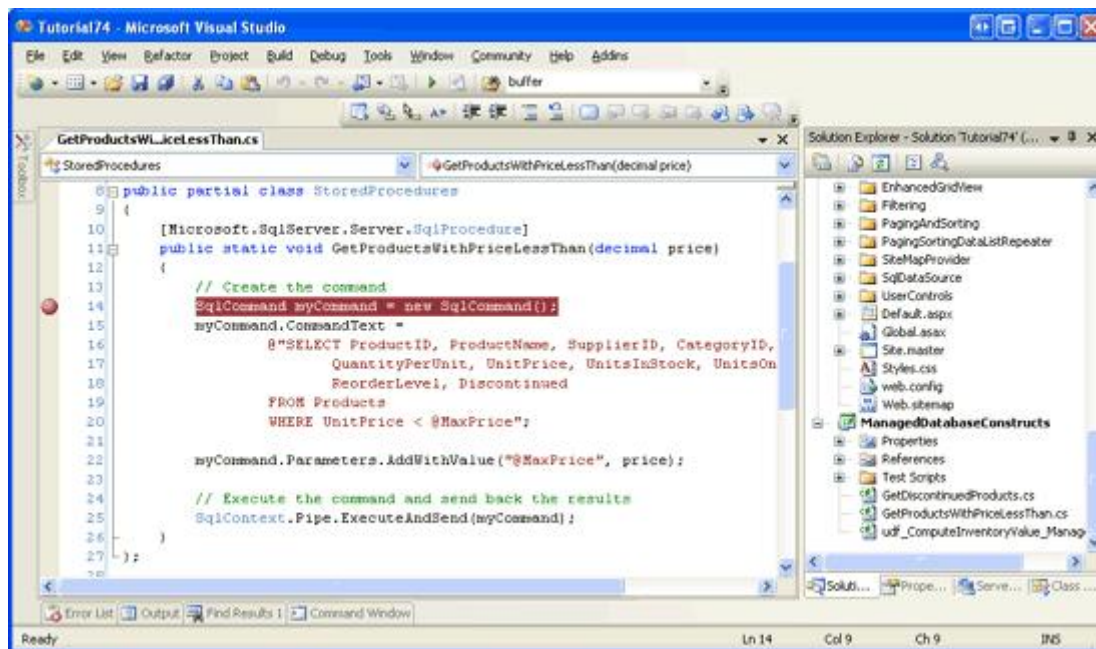 Tutorial74 - Microsoft Visual Studio
File Edit View Refactor Project Build Debug Tools Window Community Help Addins
buffer
Toolbox
GetProductsWi...iceLessThan.cs
StoredProcedures
GetProductsWithPriceLessThan(decimal price)
8 public partial class StoredProcedures
9 {
10 [Microsoft.SqlServer.Server.SqlProcedure]
11 public static void GetProductsWithPriceLessThan(decimal price)
12 {
13 // Create the command
14 SqlCommand myCommand = new SqlCommand();
15 myCommand.CommandText =
16 @"SELECT ProductID, ProductName, SupplierID, CategoryID,
17 QuantityPerUnit, UnitPrice, UnitsInStock, UnitsOn
18 ReorderLevel, Discontinued
19 FROM Products
20 WHERE UnitPrice < @MaxPrice";
21
22 myCommand.Parameters.AddWithValue("@MaxPrice", price);
23
24 // Execute the command and send back the results
25 SqlContext.Pipe.ExecuteAndSend(myCommand);
26 }
27 };
28
Solution Explorer - Solution 'Tutorial74' (...
EnhancedGridView
Filtering
PagingAndSorting
PagingSortingDataListRepeater
SiteMapProvider
SqlDataSource
UserControls
Default.aspx
Global.asax
Site.master
Styles.css
web.config
Web.sitemap
ManagedDatabaseConstructs
Properties
References
Test Scripts
GetDiscontinuedProducts.cs
GetProductsWithPriceLessThan.cs
udf_ComputeInventoryValue_Manag
Soluti... Prope... Serve... Class ...
Error List Output Find Results 1 Command Window
Ready Ln 14 Col 9 Ch 9 INS